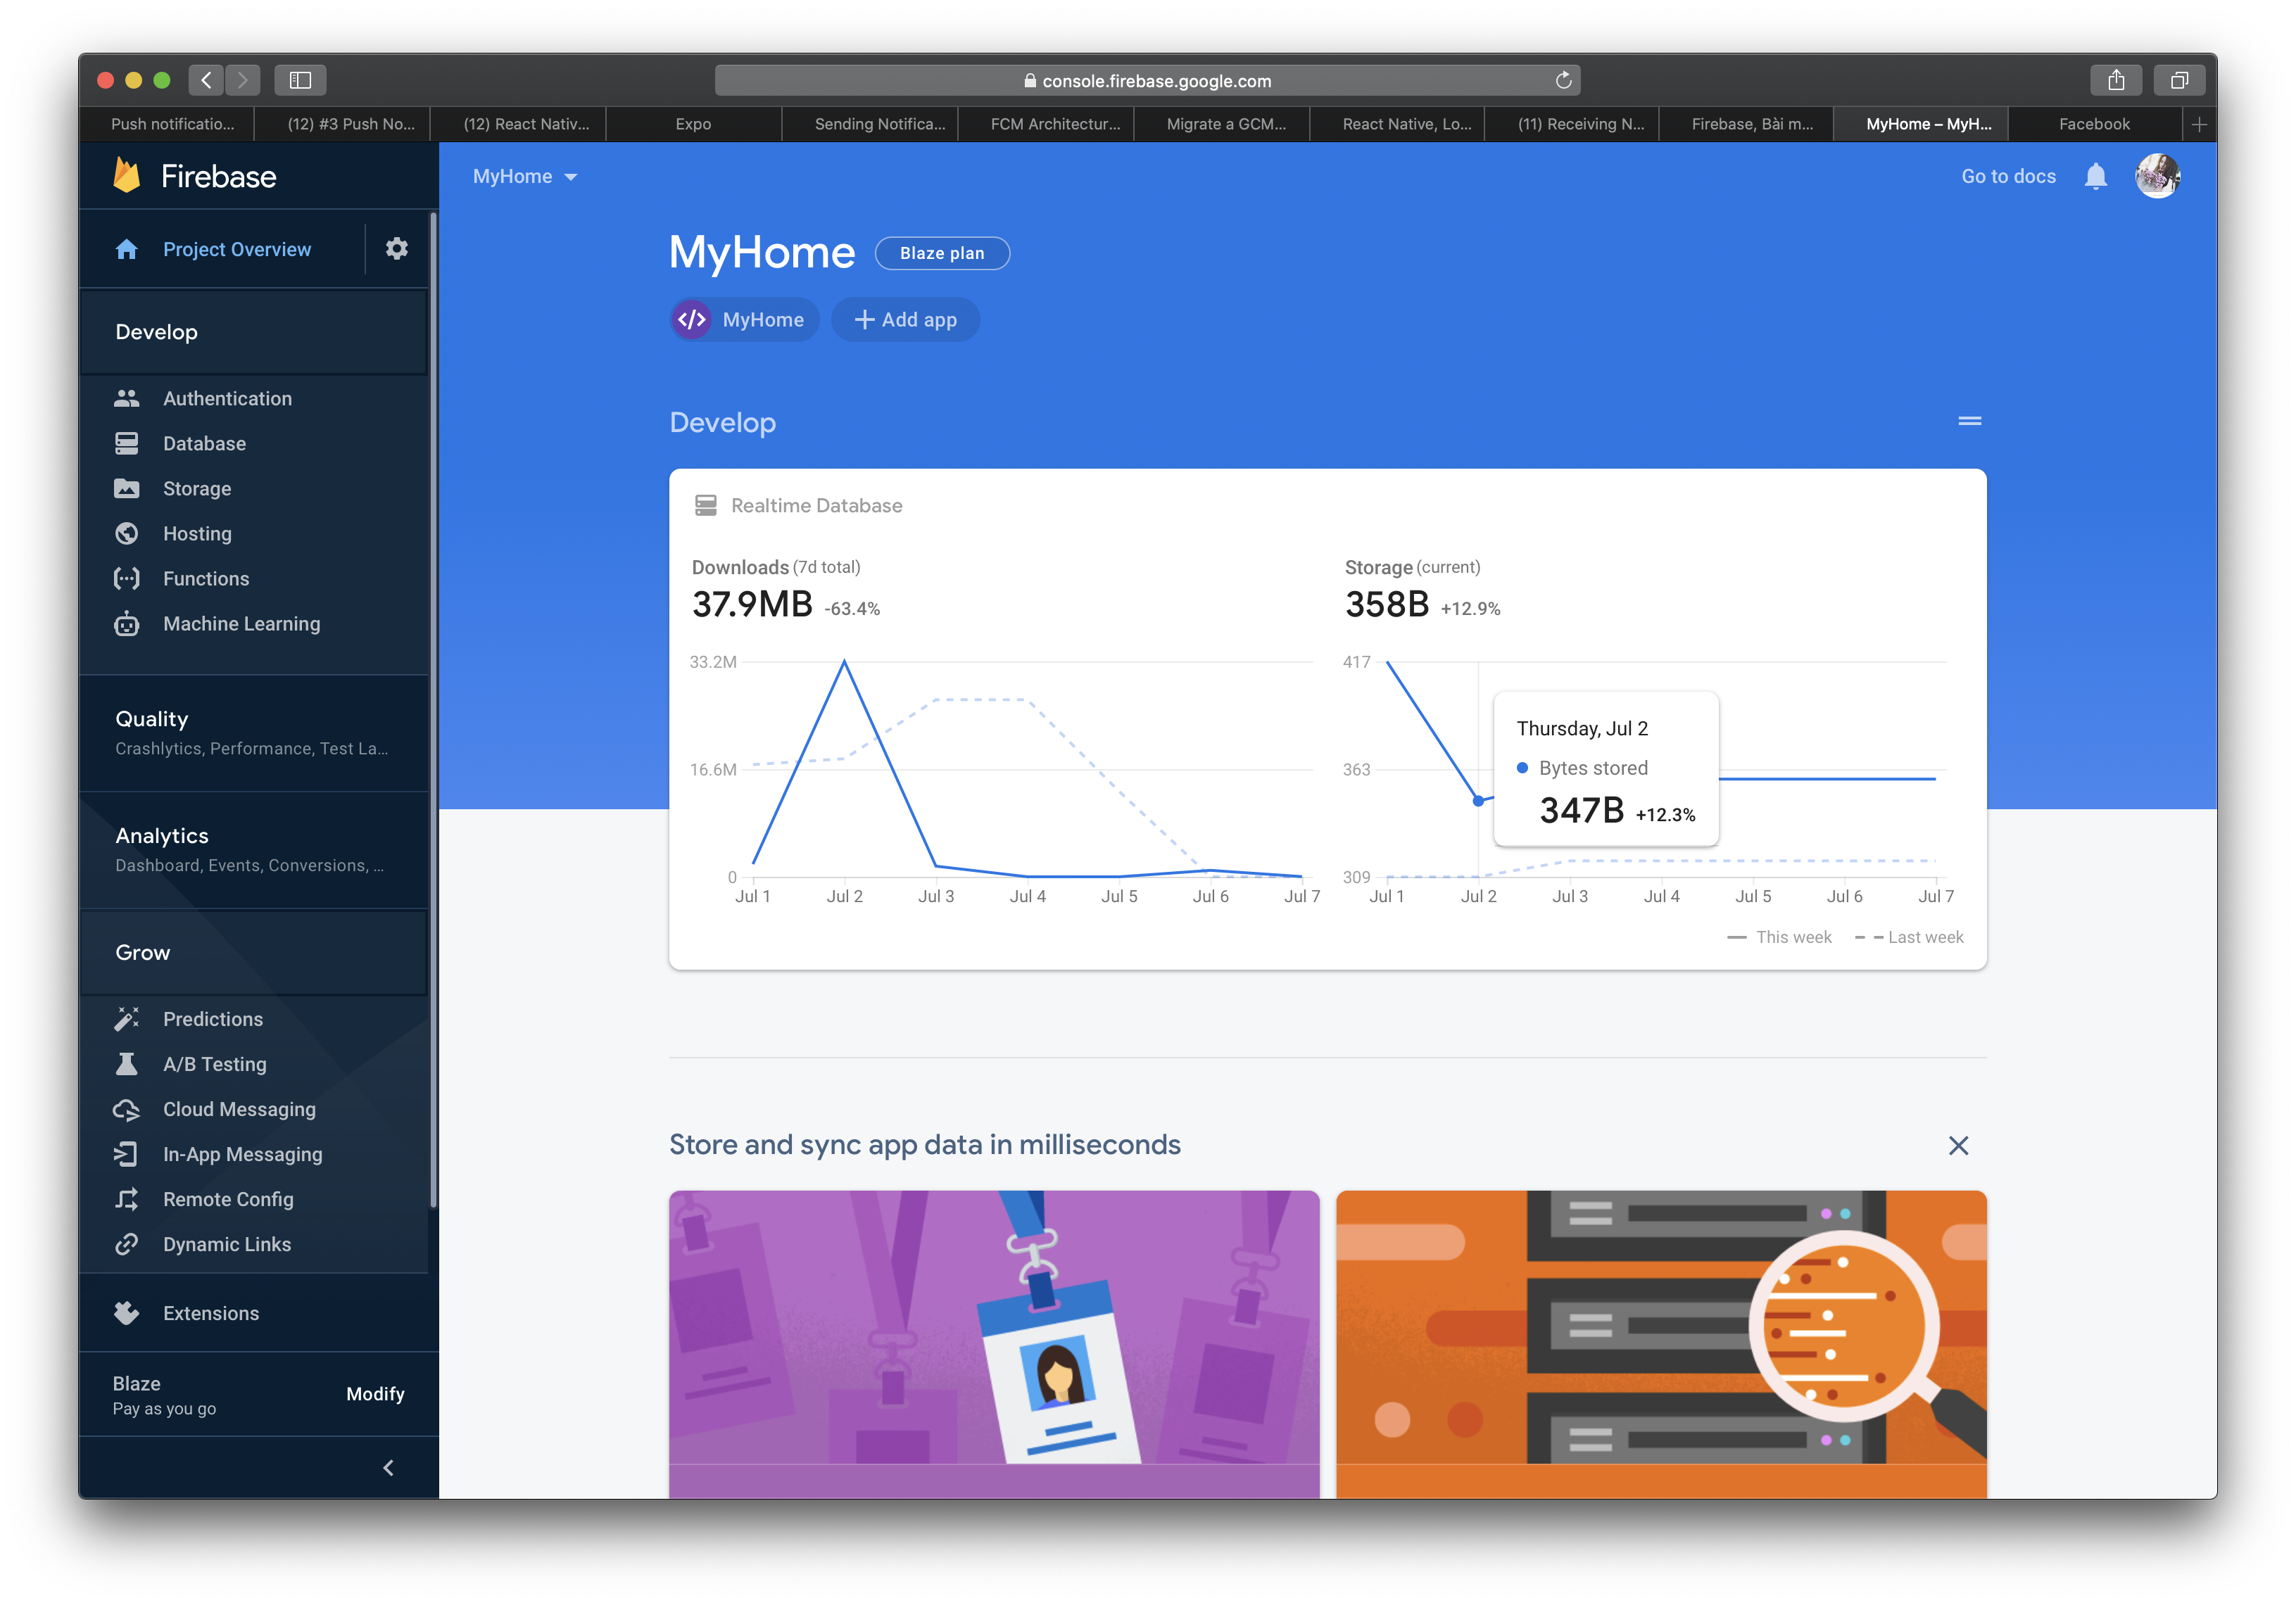 console.firebase.google.com
Push notificatio...
(12) #3 Push No...
(12) React Nativ...
Expo
Sending Notifica...
FCM Architectur...
Migrate a GCM...
React Native, Lo...
(11) Receiving N...
Firebase, Bài m...
MyHome – MyH...
Facebook
Firebase
Project Overview
Develop
Authentication
Database
Storage
Hosting
Functions
Machine Learning
Quality
Crashlytics, Performance, Test La...
Analytics
Dashboard, Events, Conversions, ...
Grow
Predictions
A/B Testing
Cloud Messaging
In-App Messaging
Remote Config
Dynamic Links
Extensions
Blaze
Pay as you go
Modify
MyHome
Go to docs
MyHome
Blaze plan
MyHome
Add app
Develop
Realtime Database
Downloads (7d total)
37.9MB -63.4%
33.2M
16.6M
0
Jul 1 Jul 2 Jul 3 Jul 4 Jul 5 Jul 6 Jul 7
Storage (current)
358B +12.9%
417
363
309
Thursday, Jul 2
Bytes stored
347B +12.3%
Jul 1 Jul 2 Jul 3 Jul 4 Jul 5 Jul 6 Jul 7
This week Last week
Store and sync app data in milliseconds